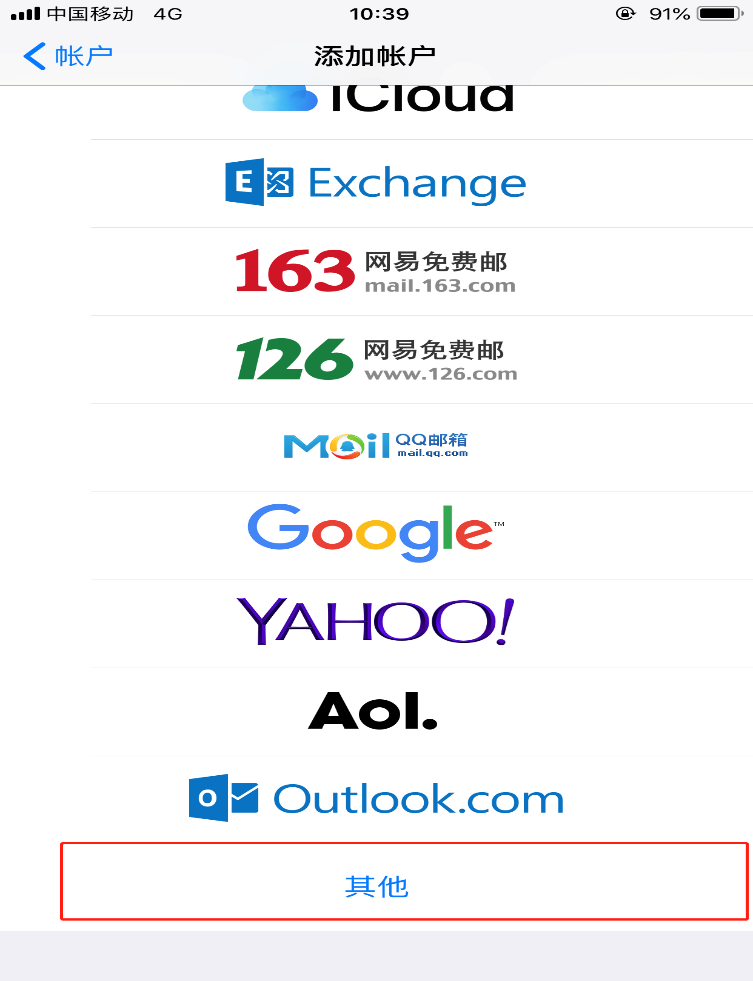 中国移动 4G 10:39 91%
帐户 添加帐户
iCloud
E Exchange
163 网易免费邮
mail.163.com
126 网易免费邮
www.126.com
Mail QQ邮箱
mail.qq.com
Google™
YAHOO!
Aol.
o Outlook.com
其他